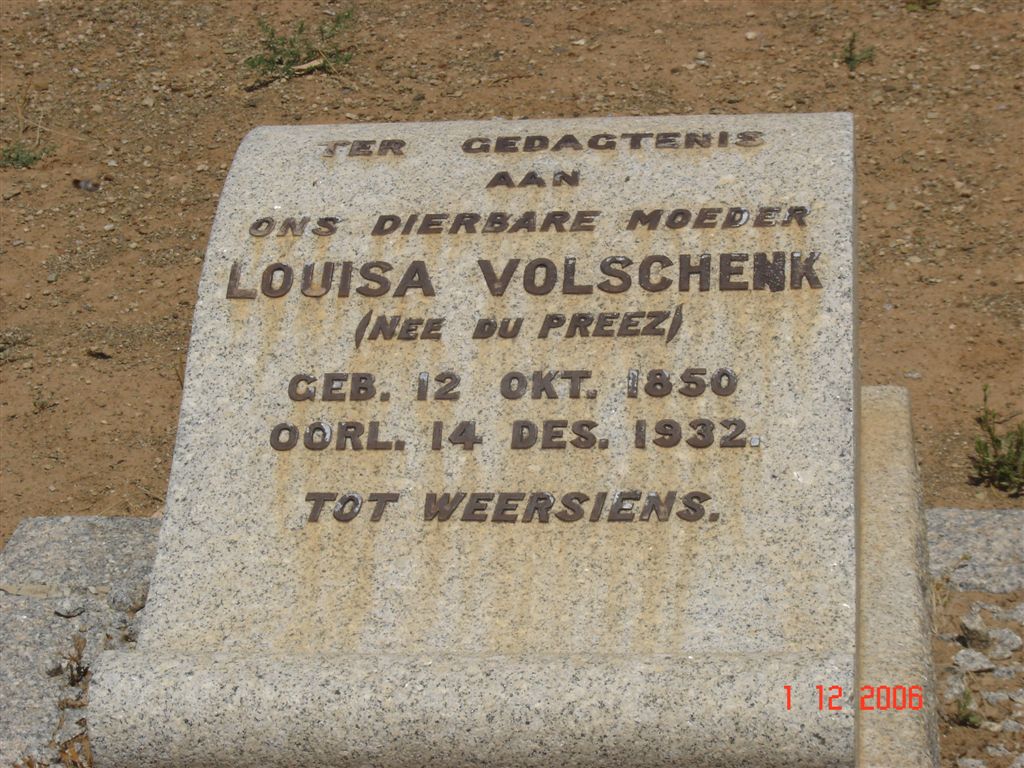 TER GEDAGTENIS
AAN
ONS DIERBARE MOEDER
LOUISA VOLSCHENK
(NEE DU PREEZ)
GEB. 12 OKT. 1850
OORL. 14 DES. 1932.
TOT WEERSIENS.
1 12 2006